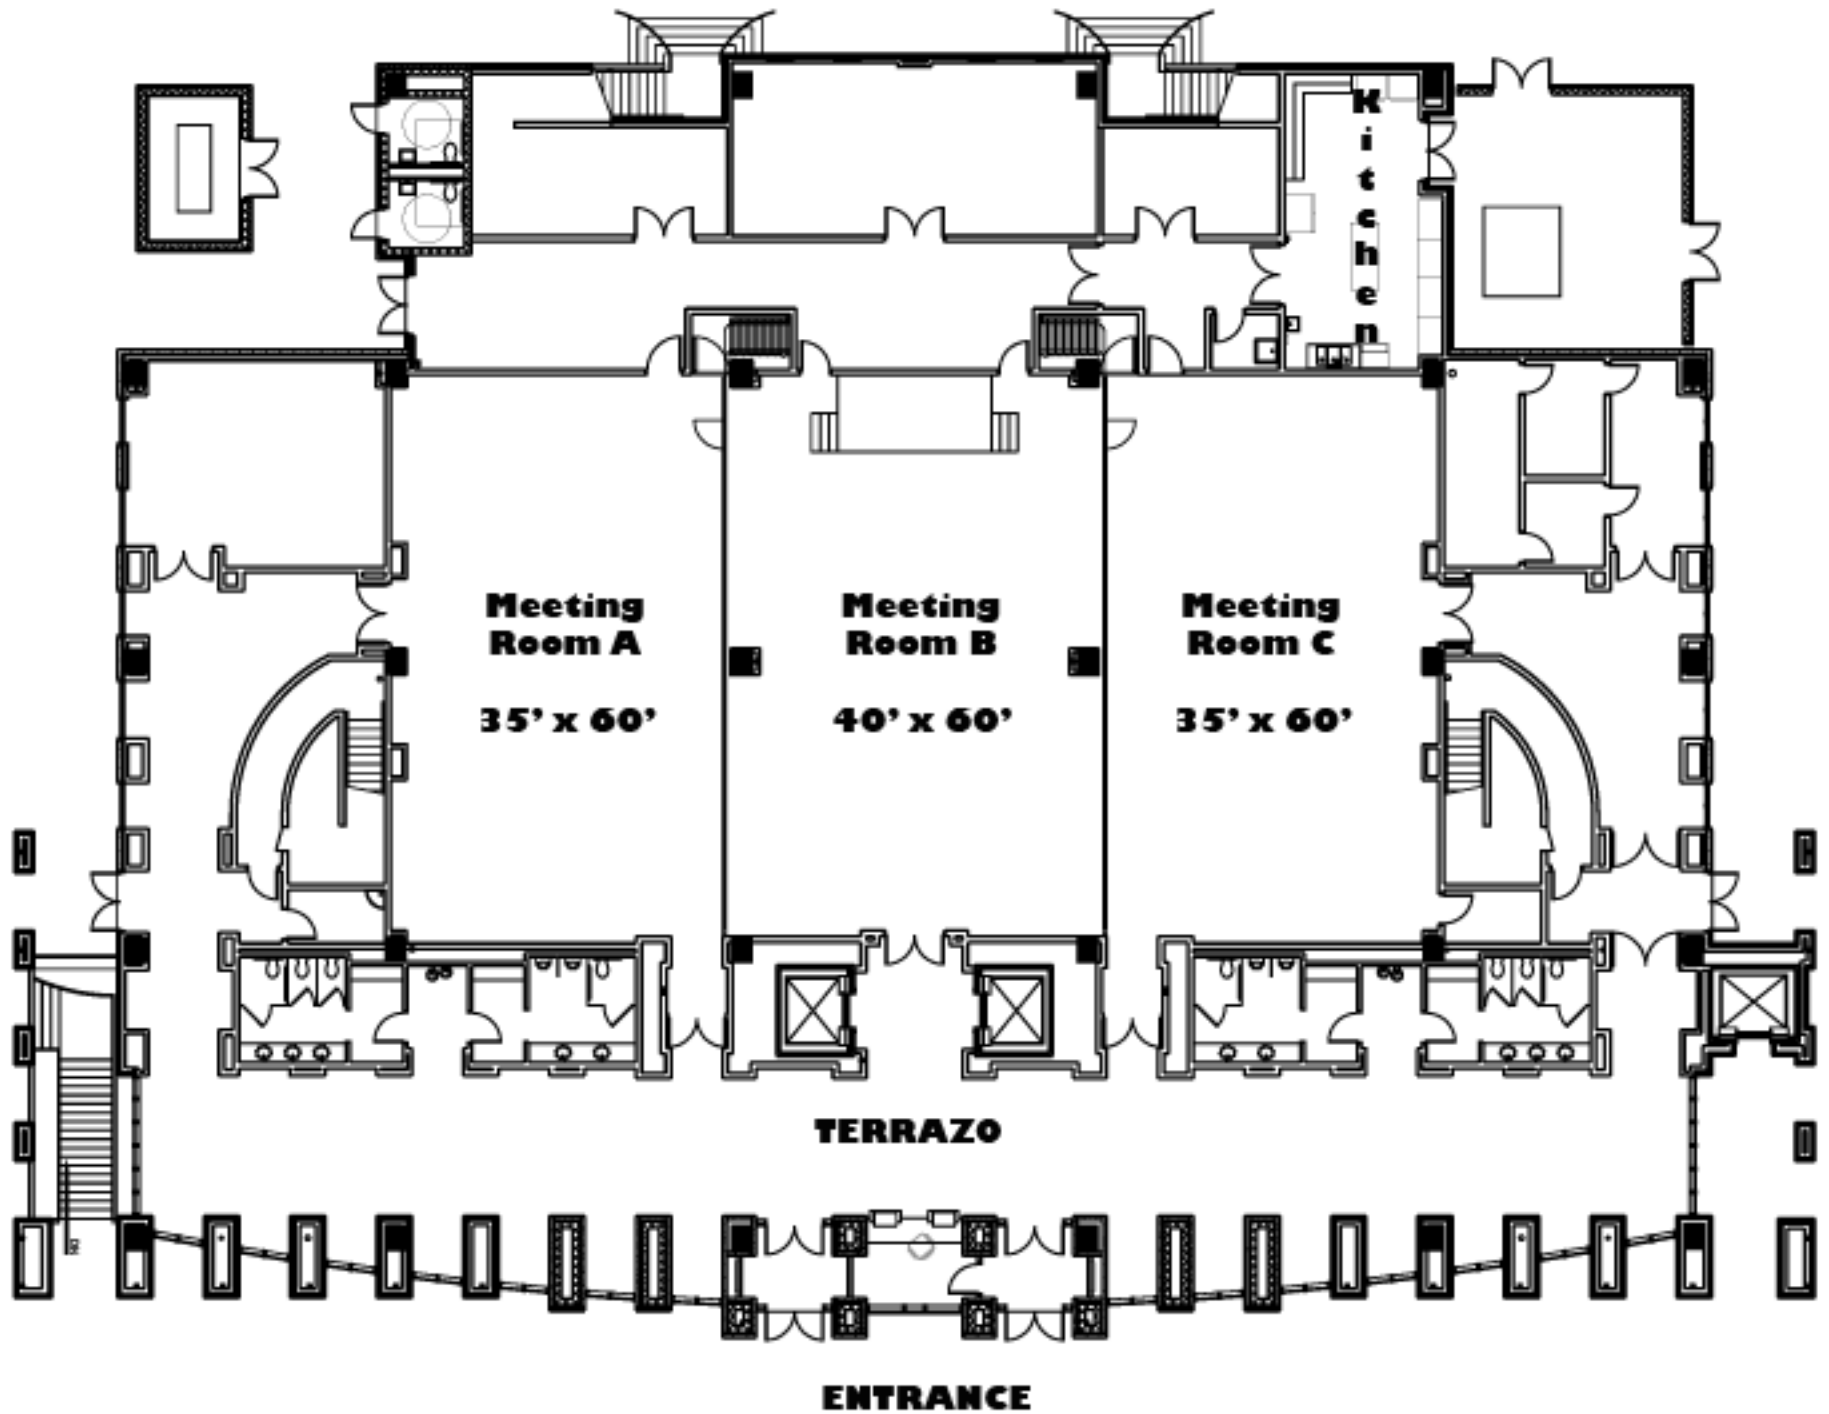 Kitchen
Meeting
Room A
35' x 60'
Meeting
Room B
40' x 60'
Meeting
Room C
35' x 60'
TERRAZO
ENTRANCE